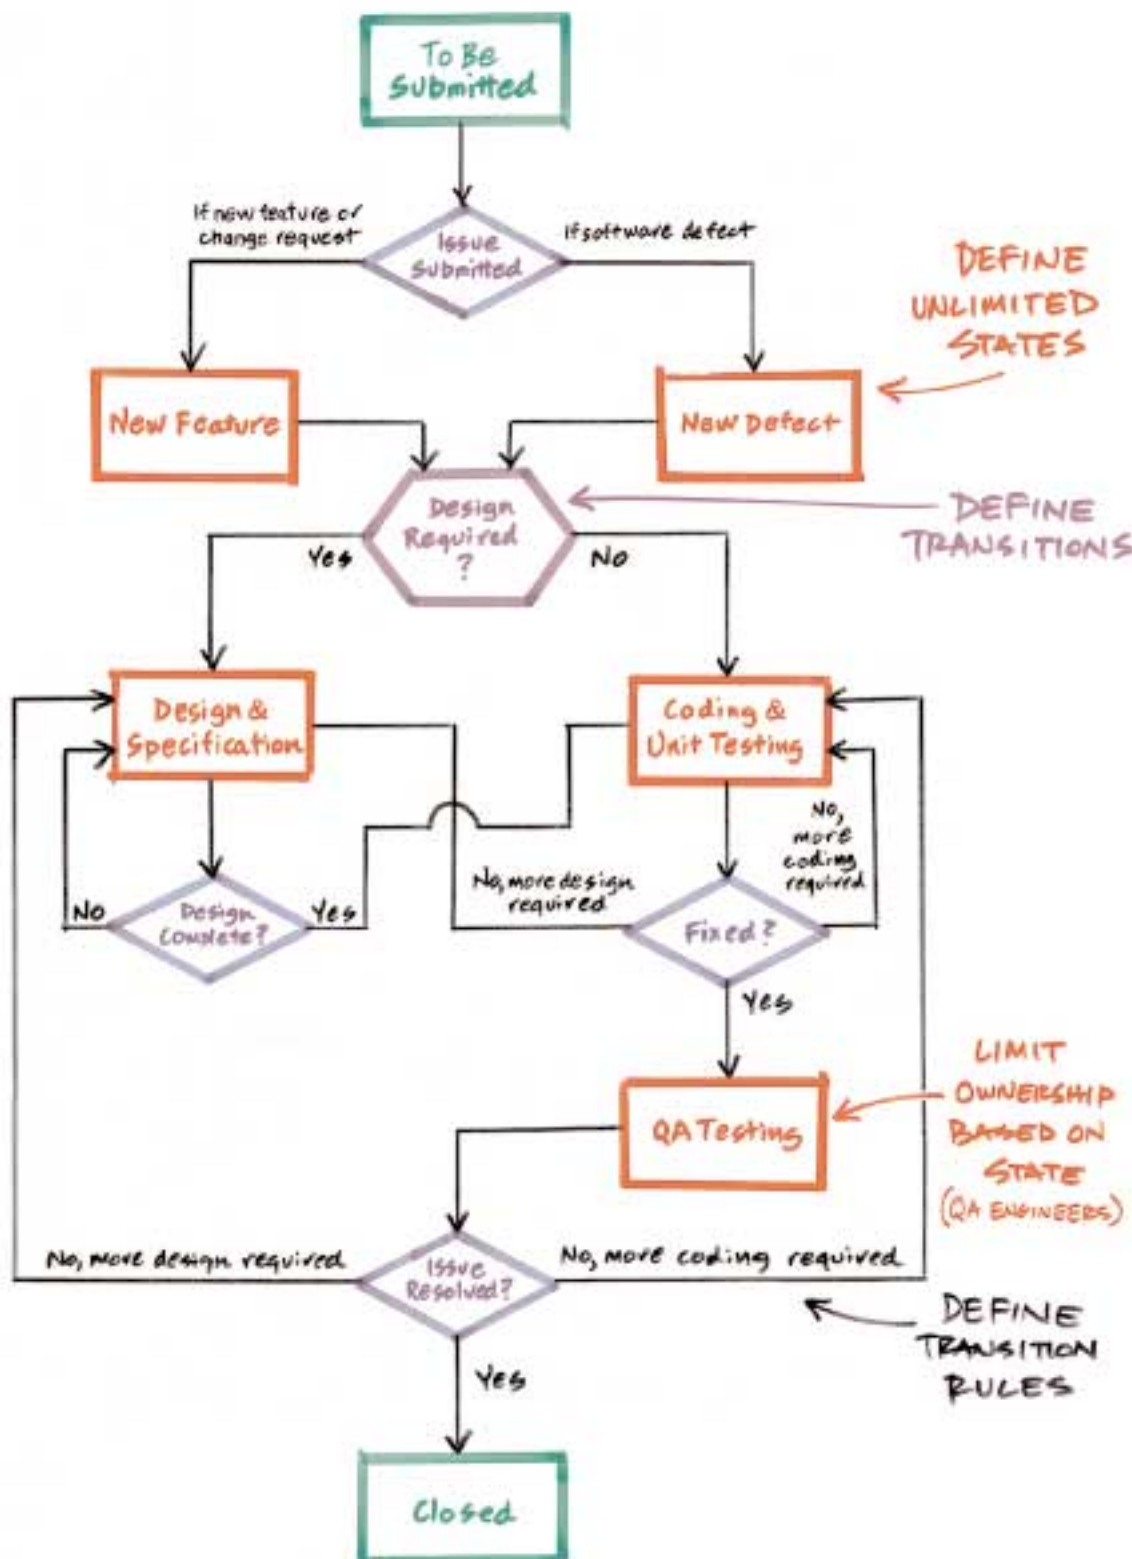 To Be
Submitted
If new feature or
change request
Issue
Submitted
If software defect
DEFINE
UNLIMITED
STATES
New Feature
New Defect
Design
Required
?
Yes
No
DEFINE
TRANSITIONS
Design &
Specification
Coding &
Unit Testing
No,
more
coding
required
No, more design
required
No
Design
Complete?
Yes
Fixed?
Yes
LIMIT
OWNERSHIP
BASED ON
STATE
(QA ENGINEERS)
QA Testing
No, more design required
Issue
Resolved?
No, more coding required
DEFINE
TRANSITION
RULES
Yes
Closed